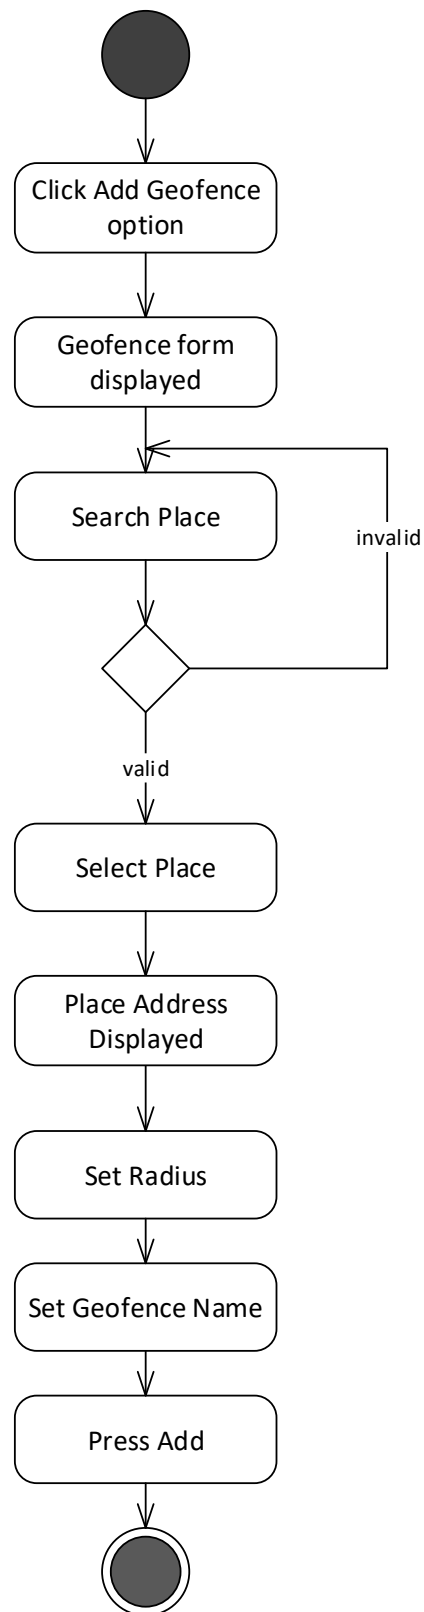 Click Add Geofence
option
Geofence form
displayed
Search Place
invalid
valid
Select Place
Place Address
Displayed
Set Radius
Set Geofence Name
Press Add